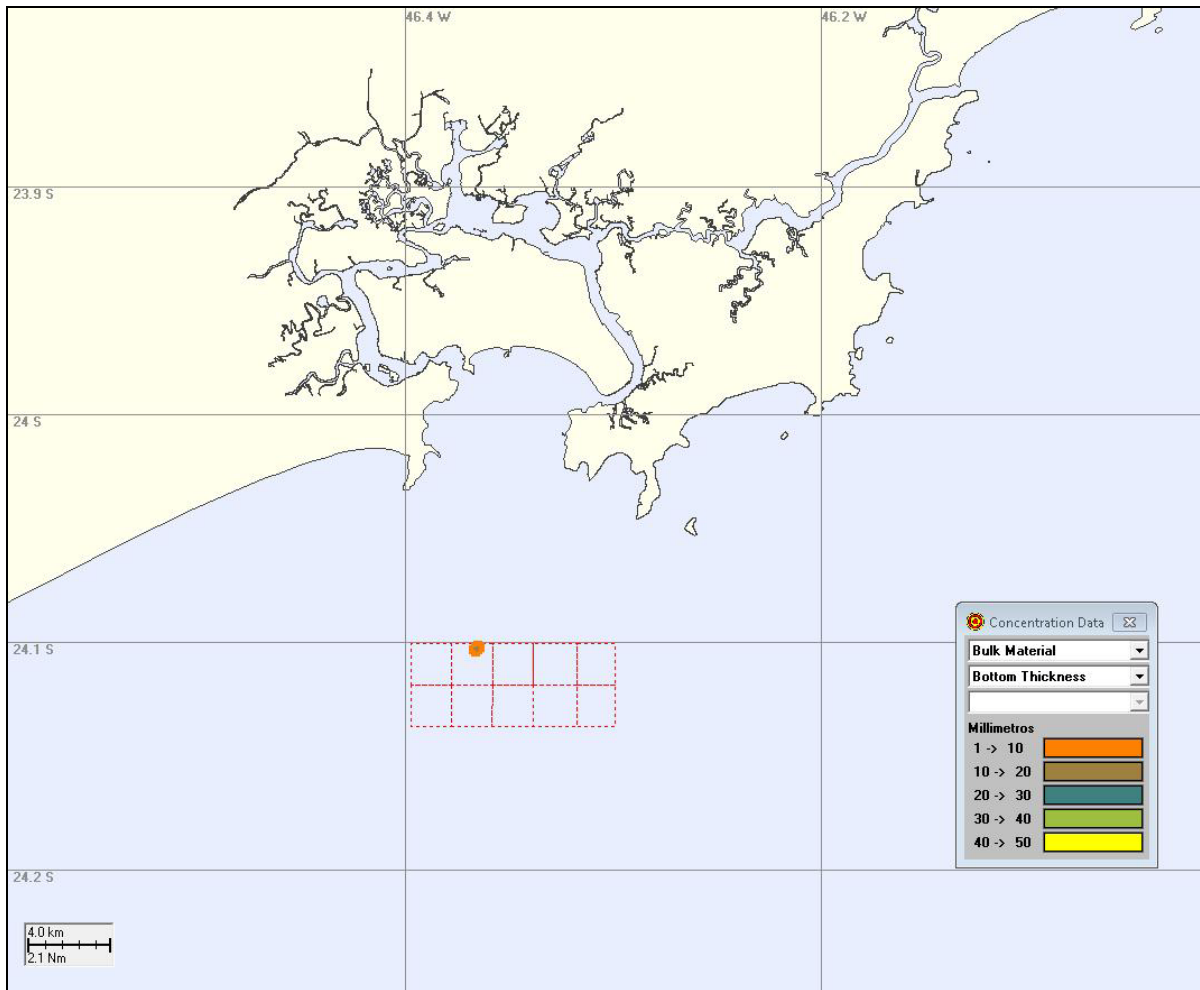 46.4 W
46.2 W
23.9 S
24 S
24.1 S
24.2 S
Concentration Data
Bulk Material
Bottom Thickness
Millimetros
1 -> 10
10 -> 20
20 -> 30
30 -> 40
40 -> 50
4.0 km
2.1 Nm